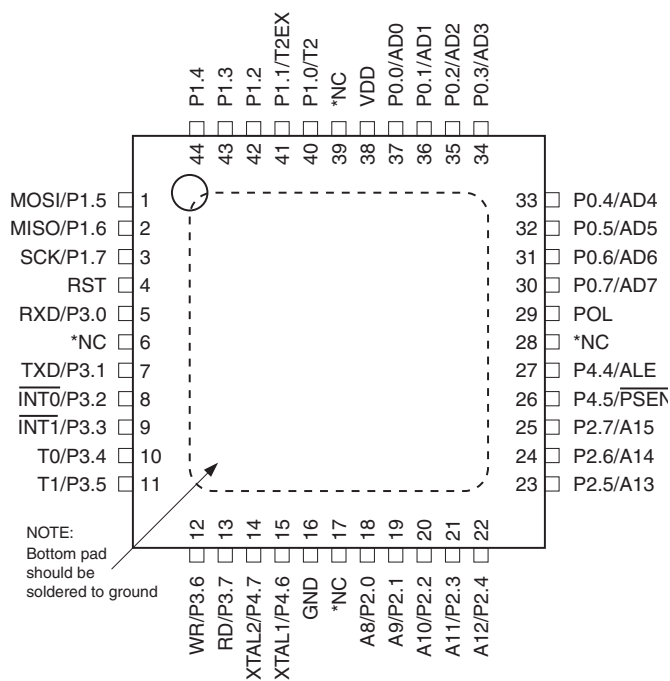 P1.4
P1.3
P1.2
P1.1/T2EX
P1.0/T2
*NC
VDD
P0.0/AD0
P0.1/AD1
P0.2/AD2
P0.3/AD3
44
43
42
41
40
39
38
37
36
35
34
MOSI/P1.5 1
MISO/P1.6 2
SCK/P1.7 3
RST 4
RXD/P3.0 5
*NC 6
TXD/P3.1 7
INT0/P3.2 8
INT1/P3.3 9
T0/P3.4 10
T1/P3.5 11
33 P0.4/AD4
32 P0.5/AD5
31 P0.6/AD6
30 P0.7/AD7
29 POL
28 *NC
27 P4.4/ALE
26 P4.5/PSEN
25 P2.7/A15
24 P2.6/A14
23 P2.5/A13
NOTE:
Bottom pad
should be
soldered to ground
12
13
14
15
16
17
18
19
20
21
22
WR/P3.6
RD/P3.7
XTAL2/P4.7
XTAL1/P4.6
GND
*NC
A8/P2.0
A9/P2.1
A10/P2.2
A11/P2.3
A12/P2.4